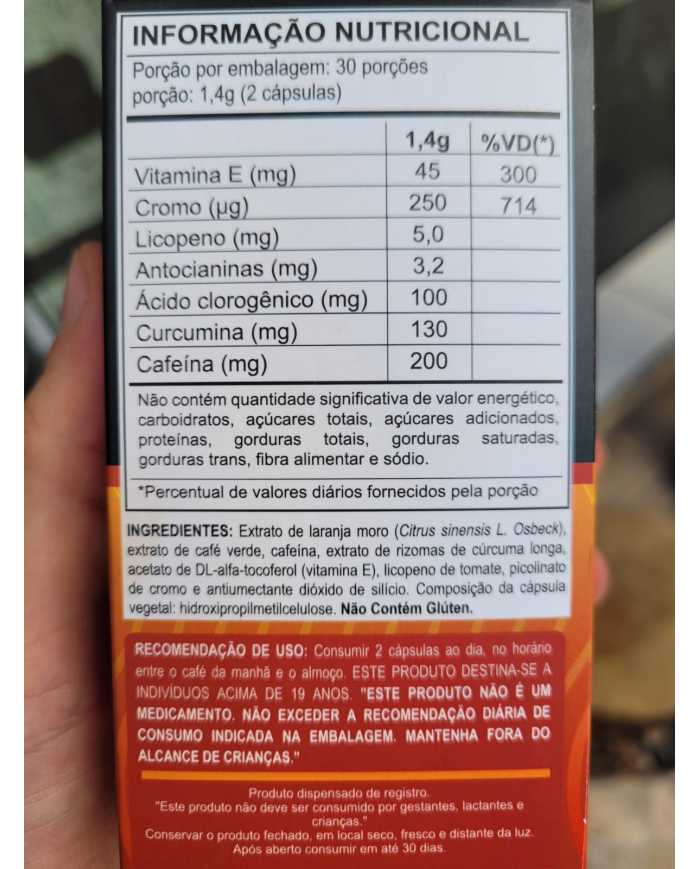 INFORMAÇÃO NUTRICIONAL
Porção por embalagem: 30 porções
porção: 1,4g (2 cápsulas)
1,4g %VD(*)
Vitamina E (mg) 45 300
Cromo (µg) 250 714
Licopeno (mg) 5,0
Antocianinas (mg) 3,2
Ácido clorogênico (mg) 100
Curcumina (mg) 130
Cafeína (mg) 200
Não contém quantidade significativa de valor energético,
carboidratos, açúcares totais, açúcares adicionados,
proteínas, gorduras totais, gorduras saturadas,
gorduras trans, fibra alimentar e sódio.
*Percentual de valores diários fornecidos pela porção
INGREDIENTES: Extrato de laranja moro (Citrus sinensis L. Osbeck),
extrato de café verde, cafeína, extrato de rizomas de cúrcuma longa,
acetato de DL-alfa-tocoferol (vitamina E), licopeno de tomate, picolinato
de cromo e antiumectante dióxido de silício. Composição da cápsula
vegetal: hidroxipropilmetilcelulose. Não Contém Glúten.
RECOMENDAÇÃO DE USO: Consumir 2 cápsulas ao dia, no horário
entre o café da manhã e o almoço. ESTE PRODUTO DESTINA-SE A
INDIVÍDUOS ACIMA DE 19 ANOS. "ESTE PRODUTO NÃO É UM
MEDICAMENTO. NÃO EXCEDER A RECOMENDAÇÃO DIÁRIA DE
CONSUMO INDICADA NA EMBALAGEM. MANTENHA FORA DO
ALCANCE DE CRIANÇAS."
Produto dispensado de registro.
"Este produto não deve ser consumido por gestantes, lactantes e
crianças."
Conservar o produto fechado, em local seco, fresco e distante da luz.
Após aberto consumir em até 30 dias.